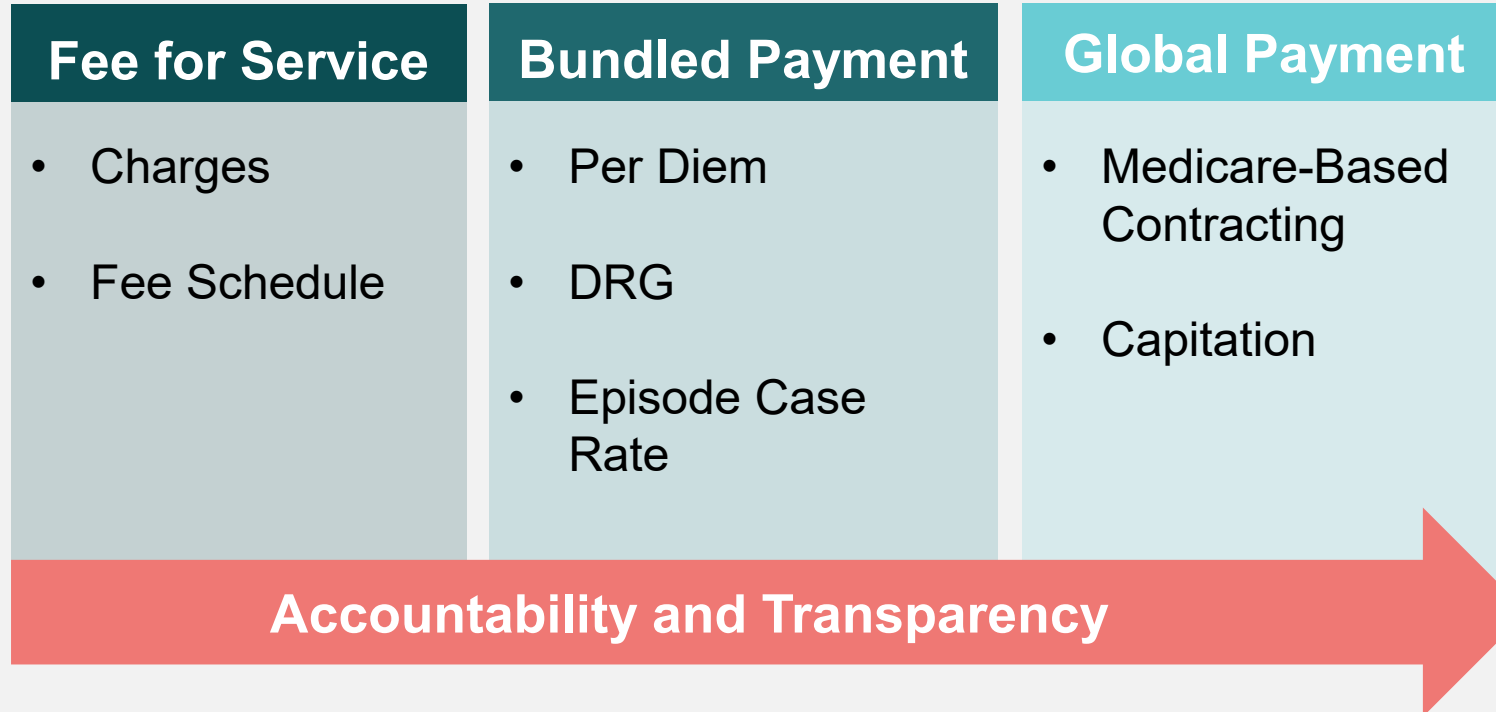 Fee for Service
• Charges
• Fee Schedule
Bundled Payment
• Per Diem
• DRG
• Episode Case
Rate
Global Payment
• Medicare-Based
Contracting
• Capitation
Accountability and Transparency